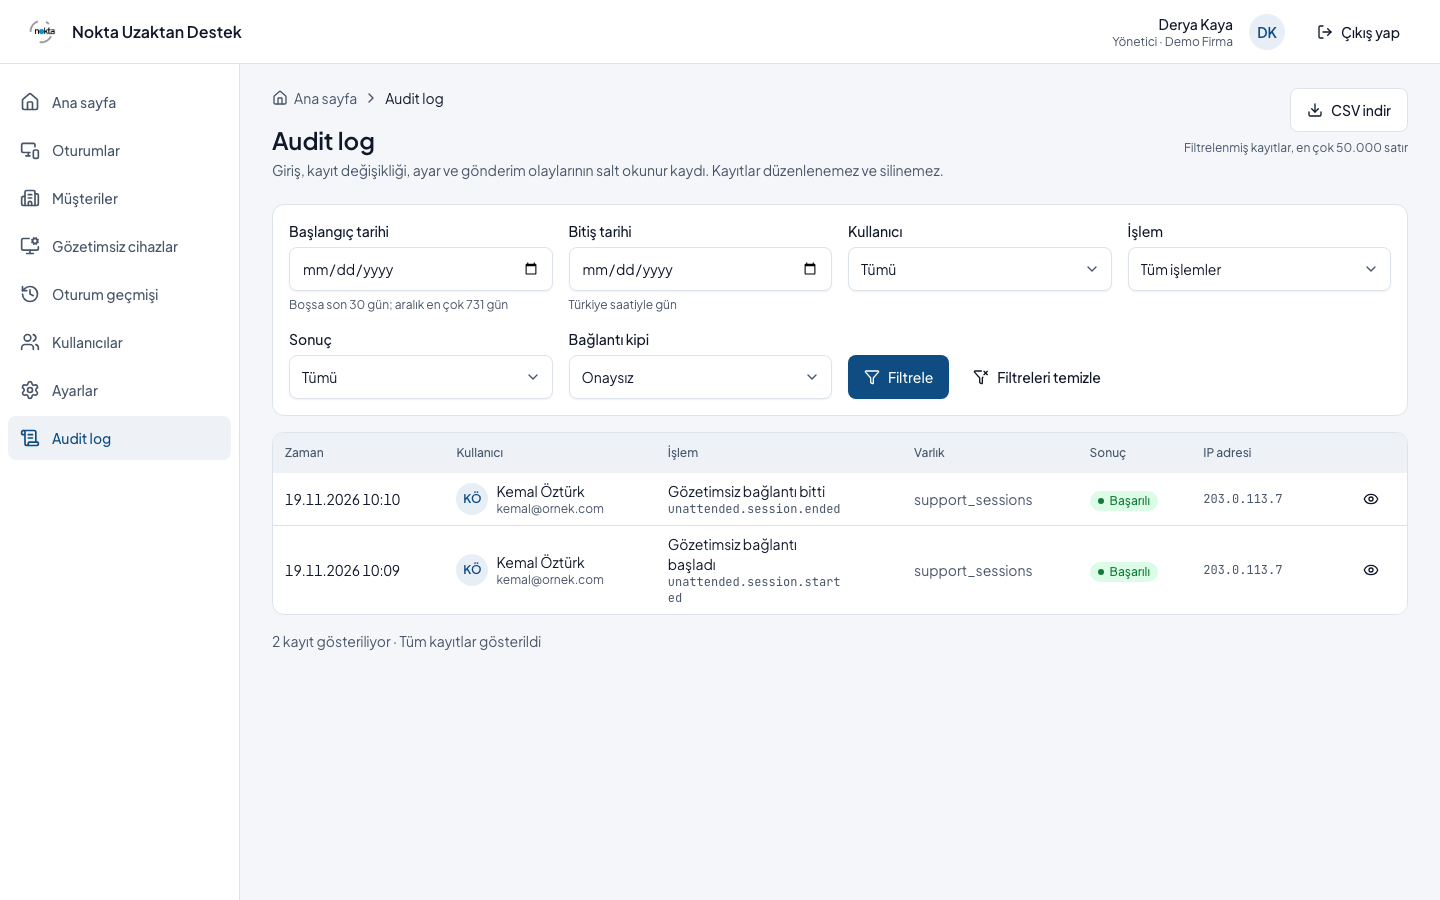 nokta
Nokta Uzaktan Destek
Derya Kaya
Yönetici · Demo Firma
DK
Çıkış yap
Ana sayfa
Oturumlar
Müşteriler
Gözetimsiz cihazlar
Oturum geçmişi
Kullanıcılar
Ayarlar
Audit log
Ana sayfa
Audit log
CSV indir
Filtrelenmiş kayıtlar, en çok 50.000 satır
Audit log
Giriş, kayıt değişikliği, ayar ve gönderim olaylarının salt okunur kaydı. Kayıtlar düzenlenemez ve silinemez.
Başlangıç tarihi
Bitiş tarihi
Kullanıcı
İşlem
mm/dd/yyyy
mm/dd/yyyy
Tümü
Tüm işlemler
Boşsa son 30 gün; aralık en çok 731 gün
Türkiye saatiyle gün
Sonuç
Bağlantı kipi
Tümü
Onaysız
Filtrele
Filtreleri temizle
Zaman
Kullanıcı
İşlem
Varlık
Sonuç
IP adresi
19.11.2026 10:10
KÖ
Kemal Öztürk
kemal@ornek.com
Gözetimsiz bağlantı bitti
unattended.session.ended
support_sessions
Başarılı
203.0.113.7
19.11.2026 10:09
KÖ
Kemal Öztürk
kemal@ornek.com
Gözetimsiz bağlantı
başladı
unattended.session.start
ed
support_sessions
Başarılı
203.0.113.7
2 kayıt gösteriliyor · Tüm kayıtlar gösterildi